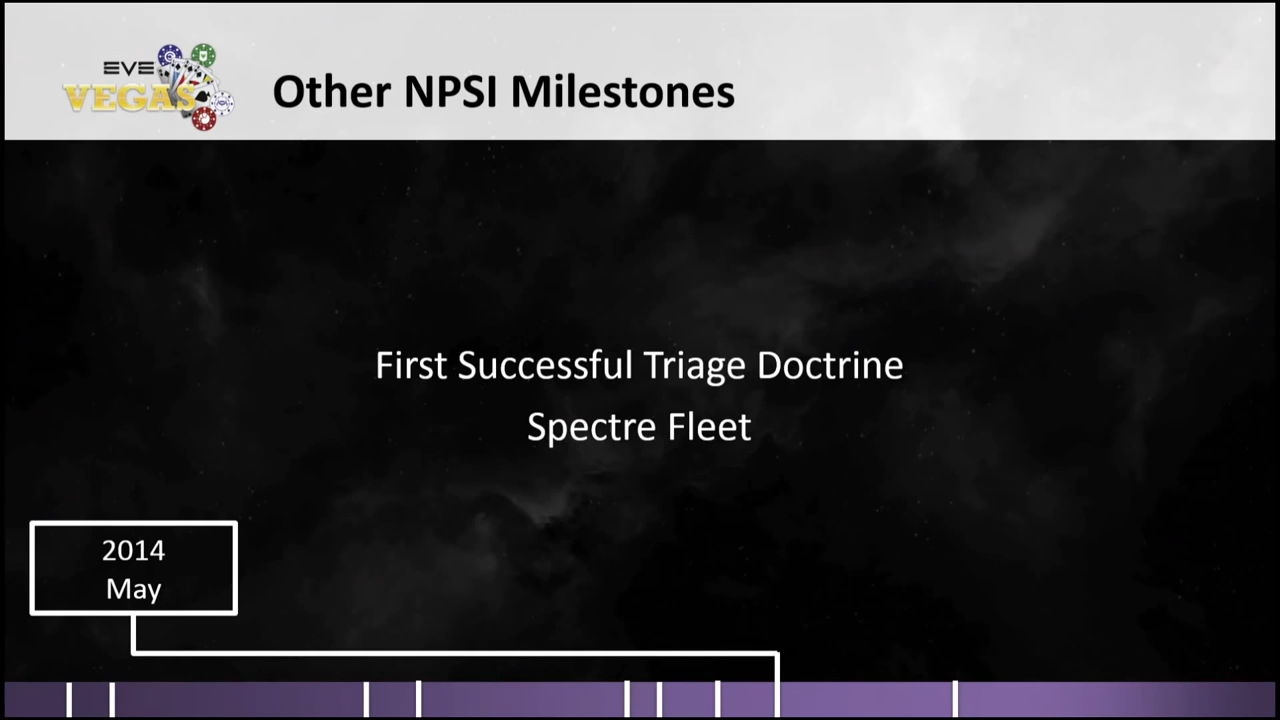 EVE
VEGAS
Other NPSI Milestones
First Successful Triage Doctrine
Spectre Fleet
2014
May